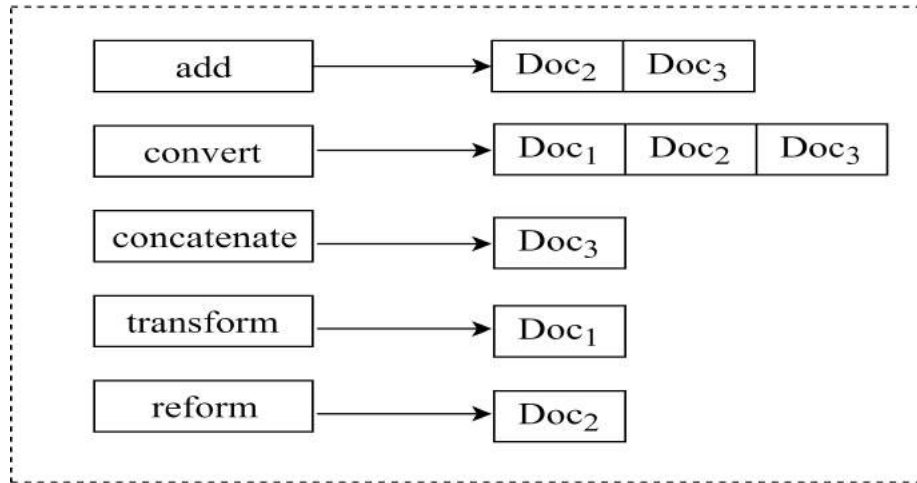 add Doc₂ Doc₃
convert Doc₁ Doc₂ Doc₃
concatenate Doc₃
transform Doc₁
reform Doc₂